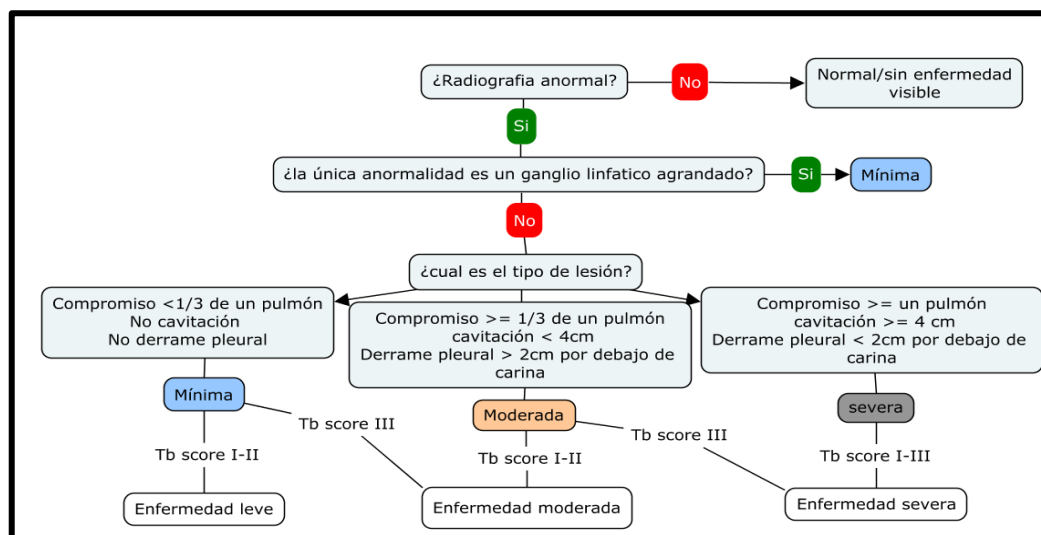 ¿Radiografia anormal?
No
Normal/sin enfermedad
visible
Si
¿la única anormalidad es un ganglio linfatico agrandado?
Si
Mínima
No
¿cual es el tipo de lesión?
Compromiso <1/3 de un pulmón
No cavitación
No derrame pleural
Compromiso >= 1/3 de un pulmón
cavitación < 4cm
Derrame pleural > 2cm por debajo de
carina
Compromiso >= un pulmón
cavitación >= 4 cm
Derrame pleural < 2cm por debajo de
carina
Mínima
Moderada
severa
Tb score III
Tb score III
Tb score I-II
Tb score I-II
Tb score I-III
Enfermedad leve
Enfermedad moderada
Enfermedad severa